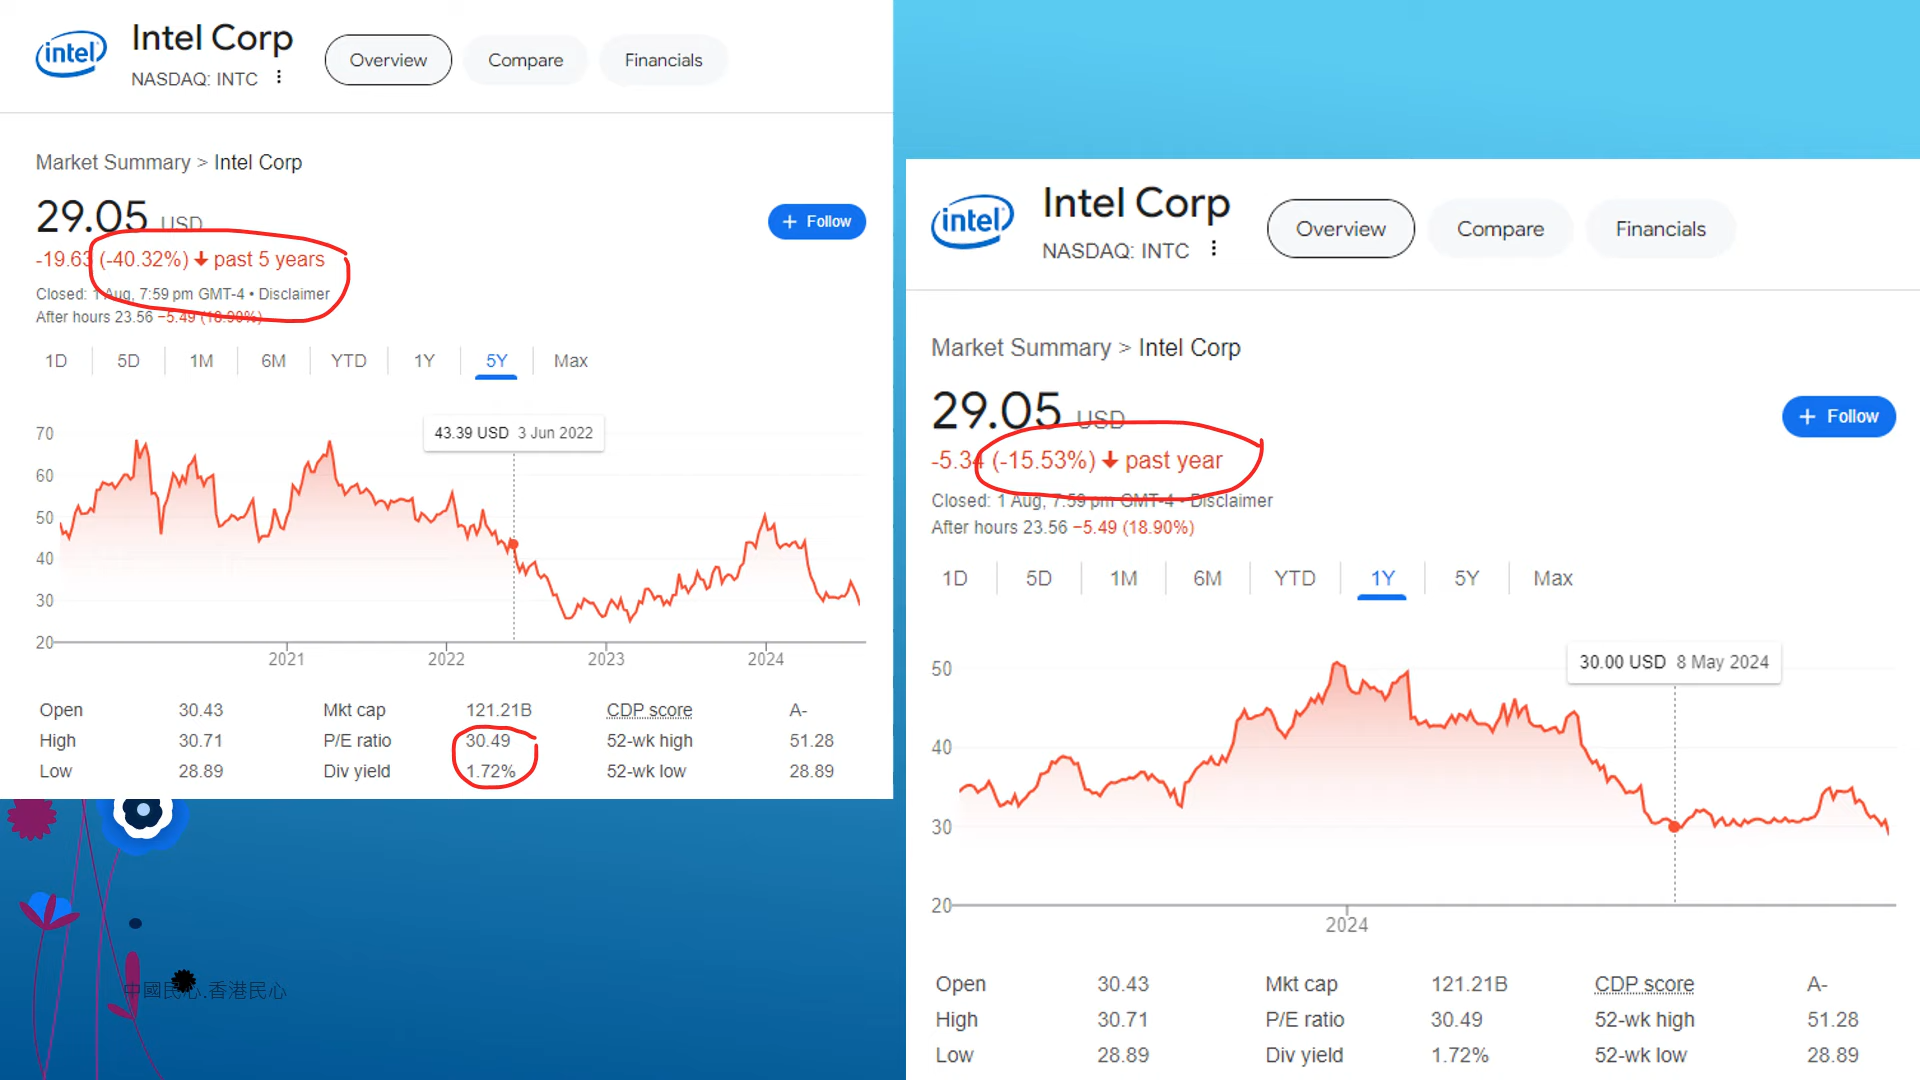 intel
Intel Corp
NASDAQ: INTC
Overview
Compare
Financials
Market Summary > Intel Corp
29.05 USD
+ Follow
-19.63 (-40.32%) ↓ past 5 years
Closed: 1 Aug, 7:59 pm GMT-4 • Disclaimer
After hours 23.56 −5.49 (18.90%)
1D 5D 1M 6M YTD 1Y 5Y Max
43.39 USD 3 Jun 2022
70
60
50
40
30
20
2021 2022 2023 2024
Open 30.43 Mkt cap 121.21B CDP score A-
High 30.71 P/E ratio 30.49 52-wk high 51.28
Low 28.89 Div yield 1.72% 52-wk low 28.89
中國民心.香港民心
intel
Intel Corp
NASDAQ: INTC
Overview
Compare
Financials
Market Summary > Intel Corp
29.05 USD
+ Follow
-5.34 (-15.53%) ↓ past year
Closed: 1 Aug, 7:59 pm GMT-4 • Disclaimer
After hours 23.56 −5.49 (18.90%)
1D 5D 1M 6M YTD 1Y 5Y Max
30.00 USD 8 May 2024
50
40
30
20
2024
Open 30.43 Mkt cap 121.21B CDP score A-
High 30.71 P/E ratio 30.49 52-wk high 51.28
Low 28.89 Div yield 1.72% 52-wk low 28.89